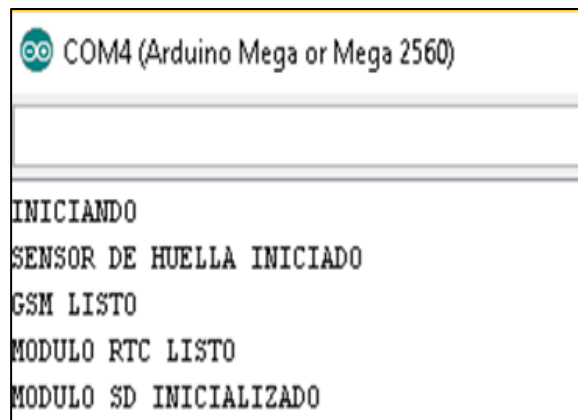 COM4 (Arduino Mega or Mega 2560)
INICIANDO
SENSOR DE HUELLA INICIADO
GSM LISTO
MODULO RTC LISTO
MODULO SD INICIALIZADO